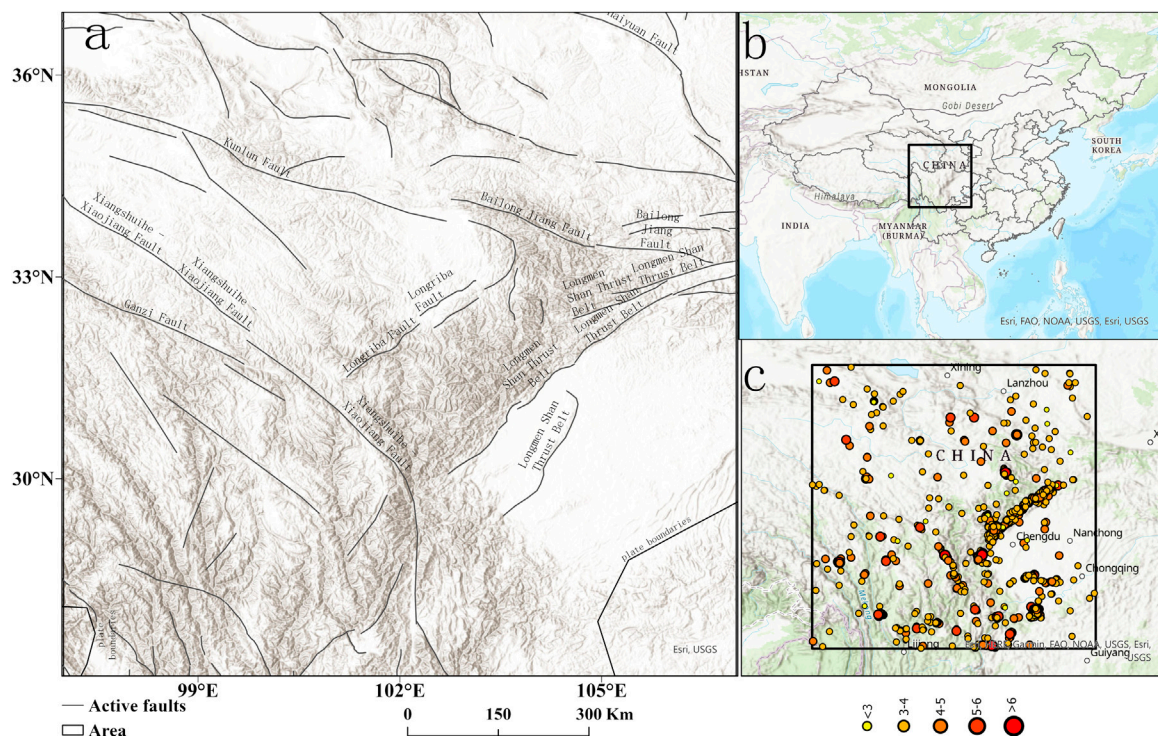 a
36°N
33°N
30°N
99°E
102°E
105°E
Haiyuan Fault
Kunlun Fault
Xiangshuihe –
Xiaojiang Fault
Xiangshuihe –
Xiaojiang Fault
Ganzi Fault
Bailong Jiang Fault
Bailong
Jiang
Fault
Longriba
Fault
Longriba Fault
Longmen
Shan Thrust
Belt
Longmen Shan
Thrust Belt
Longmen Shan
Thrust Belt
Longmen
Shan Thrust
Belt
Xiangshuihe
Xiaojiang Fault
Longmen Shan
Thrust Belt
plate boundaries
plate
boundaries
Esri, USGS
Active faults
Area
0 150 300 Km
b
MONGOLIA
Gobi Desert
CHINA
SOUTH
KOREA
Himalaya
INDIA
MYANMAR
(BURMA)
Esri, FAO, NOAA, USGS, Esri, USGS
c
Xining
Lanzhou
CHINA
Chengdu
Nanchong
Chongqing
Guiyang
USGS
<3
3-4
4-5
5-6
>6